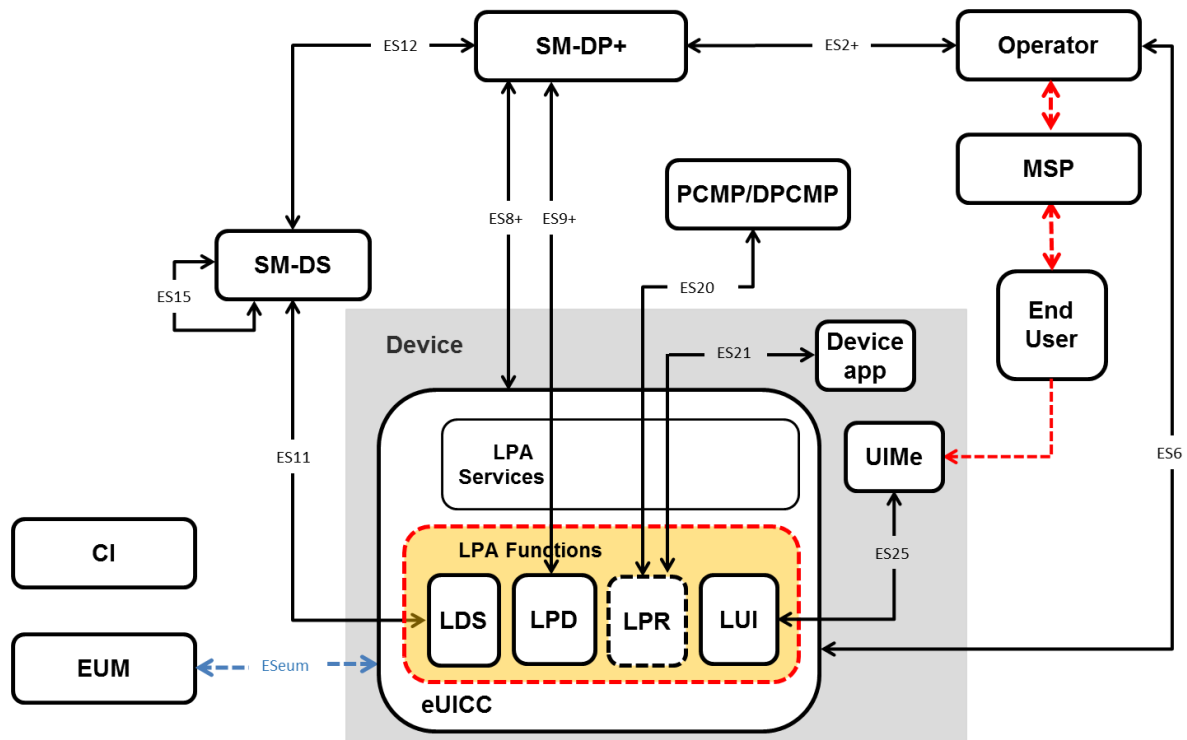 ES12
SM-DP+
ES2+
Operator
MSP
PCMP/DPCMP
ES8+
ES9+
SM-DS
ES15
ES20
End
User
Device
ES21
Device
app
ES11
LPA
Services
UIMe
ES6
CI
LPA Functions
ES25
LDS
LPD
LPR
LUI
EUM
ESeum
eUICC